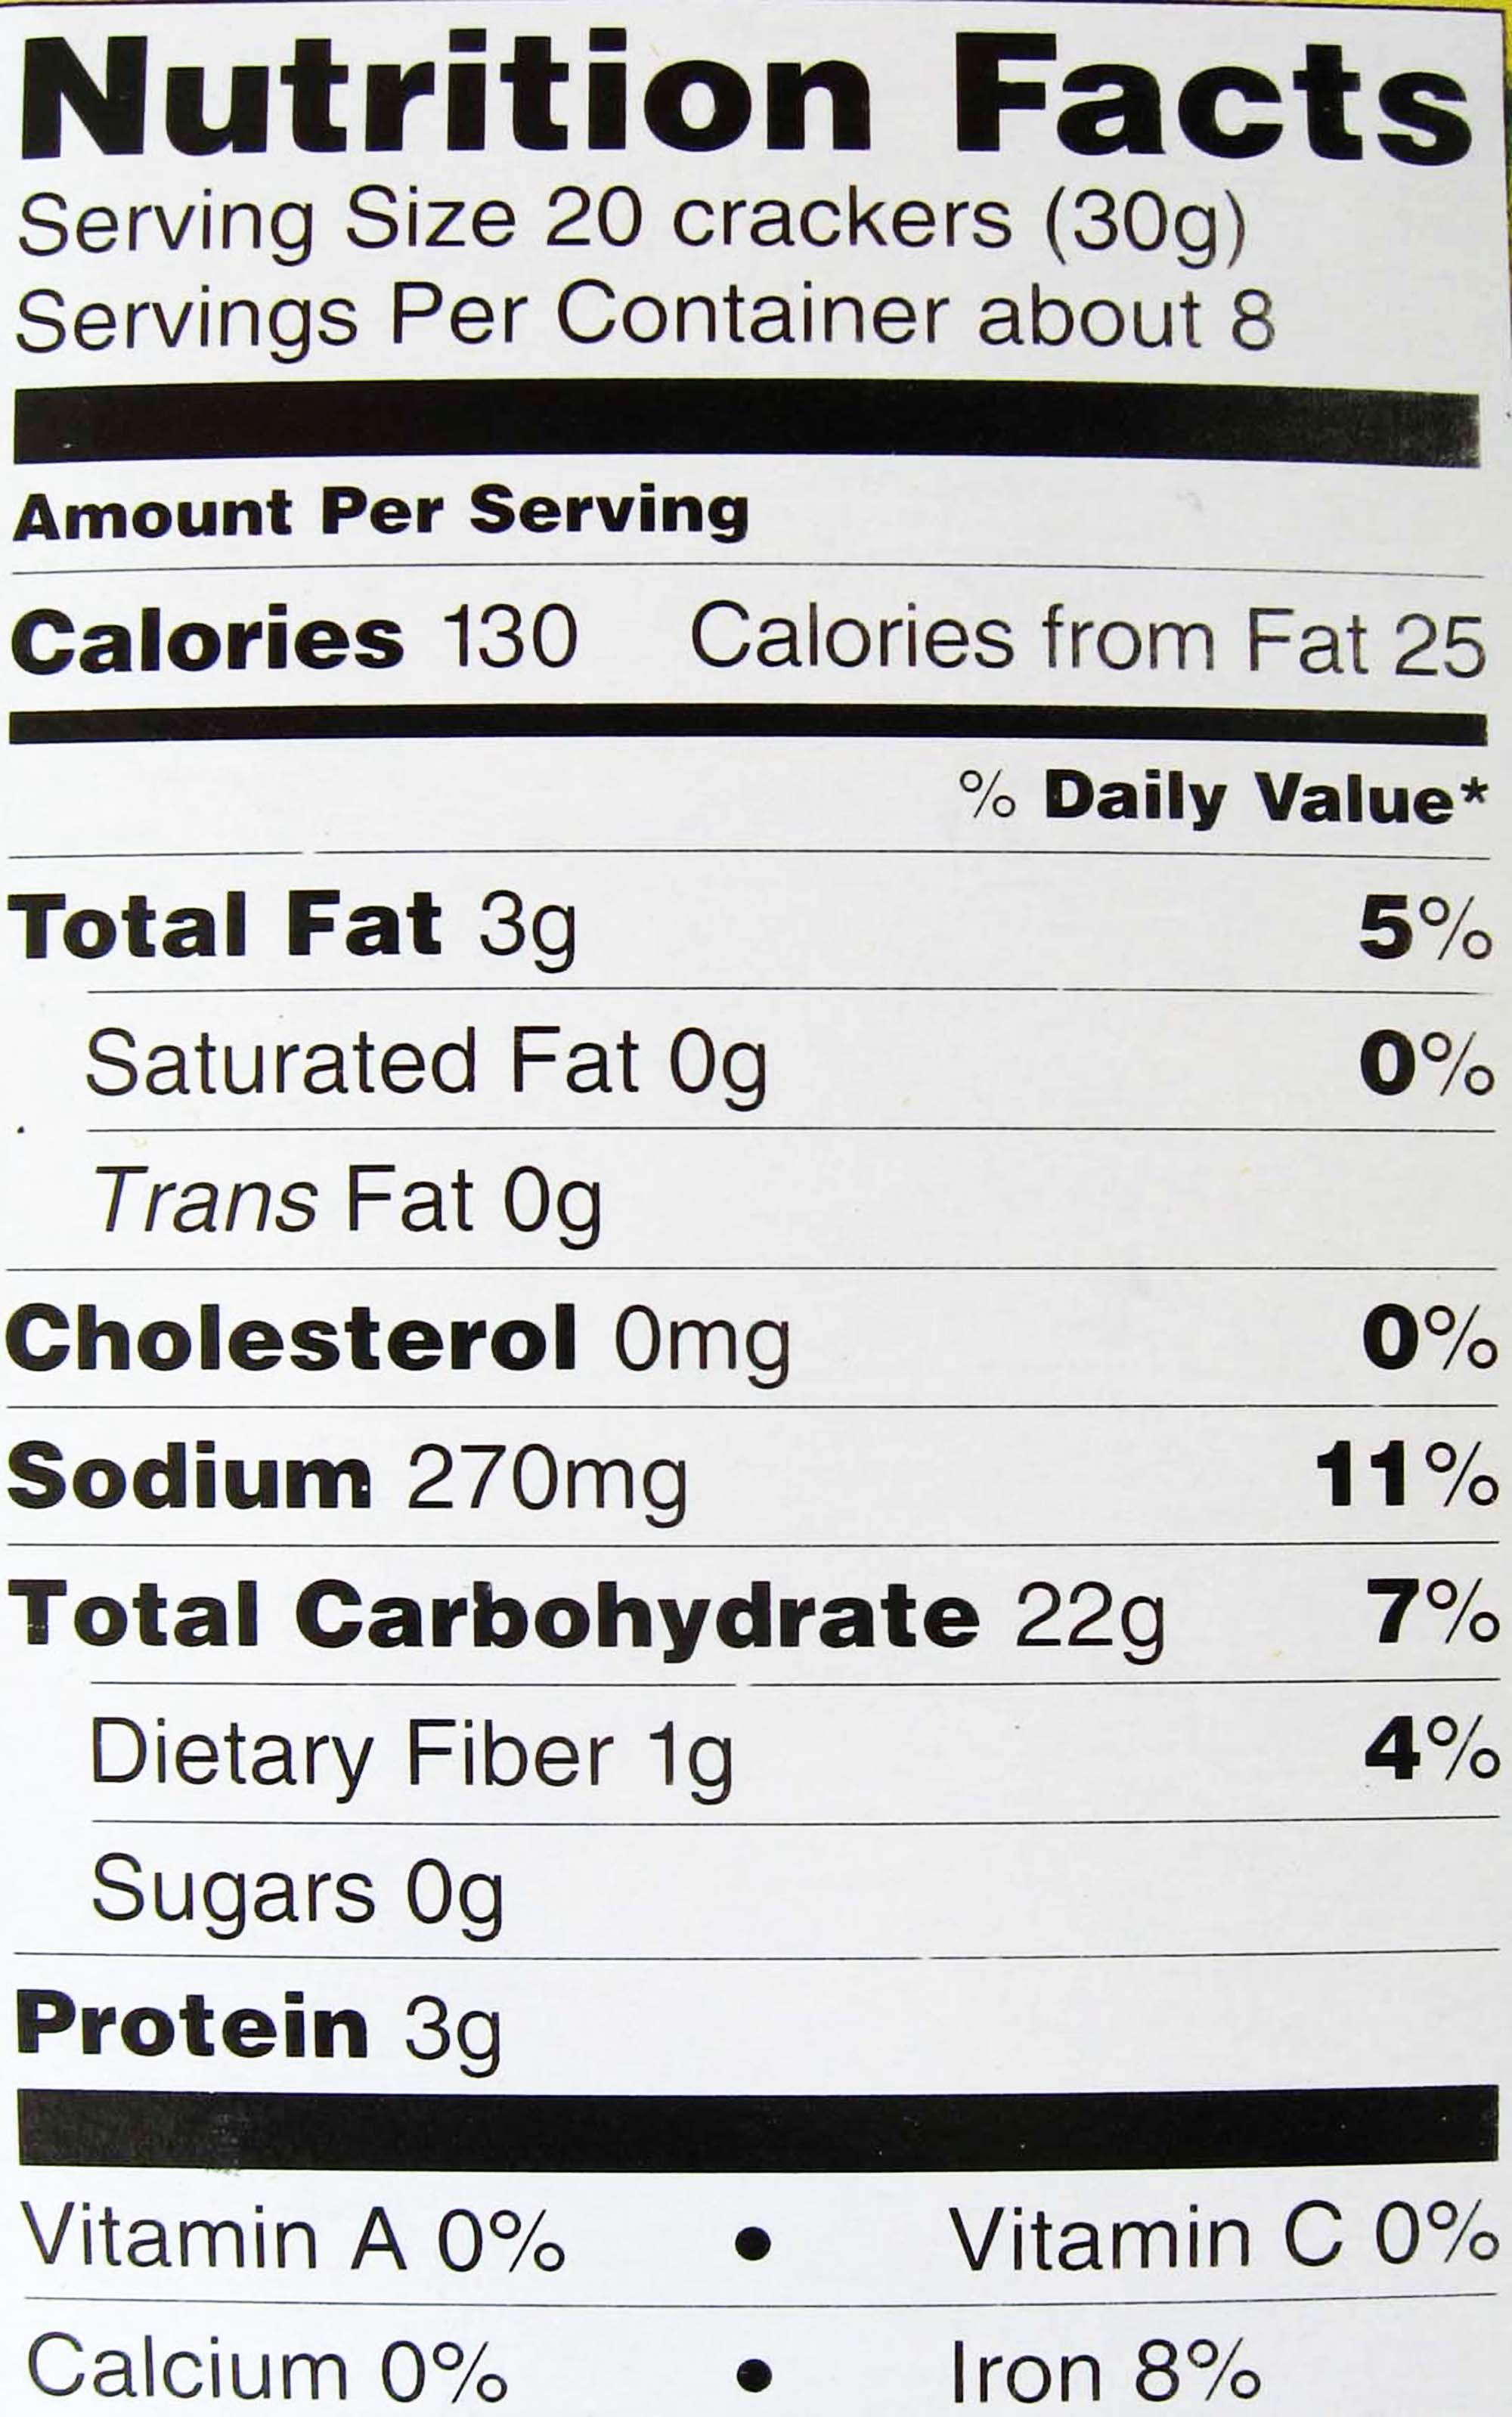 Nutrition Facts
Serving Size 20 crackers (30g)
Servings Per Container about 8
Amount Per Serving
Calories 130 Calories from Fat 25
% Daily Value*
Total Fat 3g 5%
Saturated Fat 0g 0%
Trans Fat 0g
Cholesterol 0mg 0%
Sodium 270mg 11%
Total Carbohydrate 22g 7%
Dietary Fiber 1g 4%
Sugars 0g
Protein 3g
Vitamin A 0% • Vitamin C 0%
Calcium 0% • Iron 8%